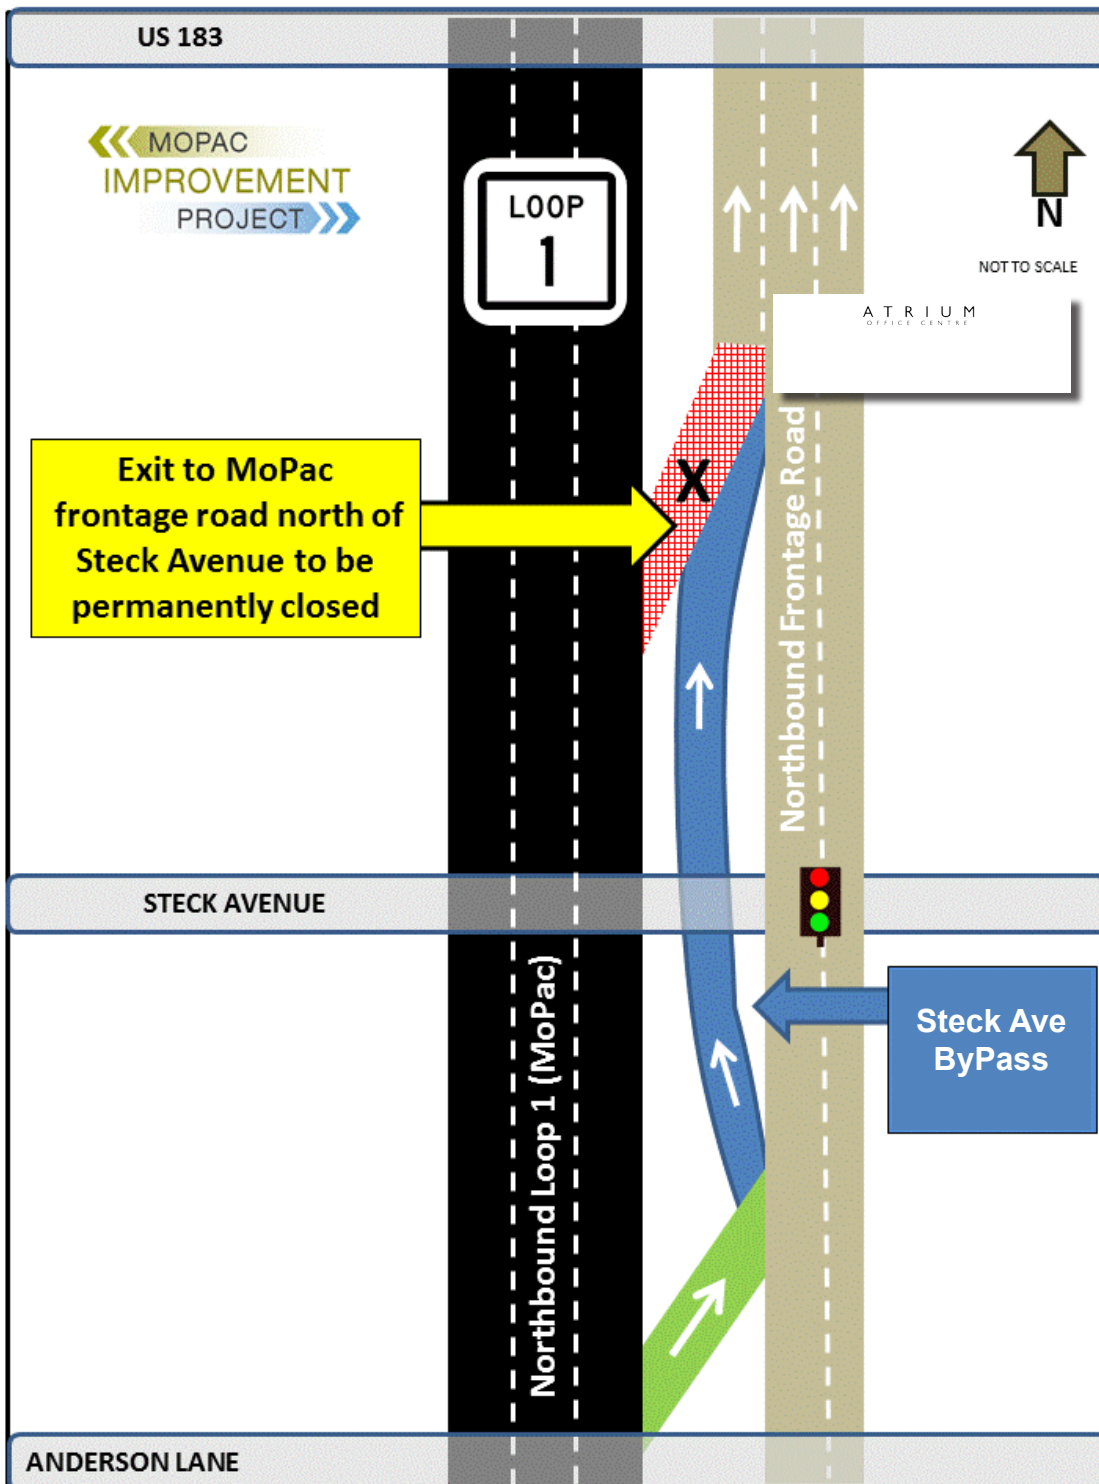 US 183
MOPAC
IMPROVEMENT
PROJECT
LOOP
1
N
NOT TO SCALE
ATRIUM
OFFICE CENTRE
Exit to MoPac
frontage road north of
Steck Avenue to be
permanently closed
X
Northbound Frontage Road
STECK AVENUE
Northbound Loop 1 (MoPac)
Steck Ave
ByPass
ANDERSON LANE